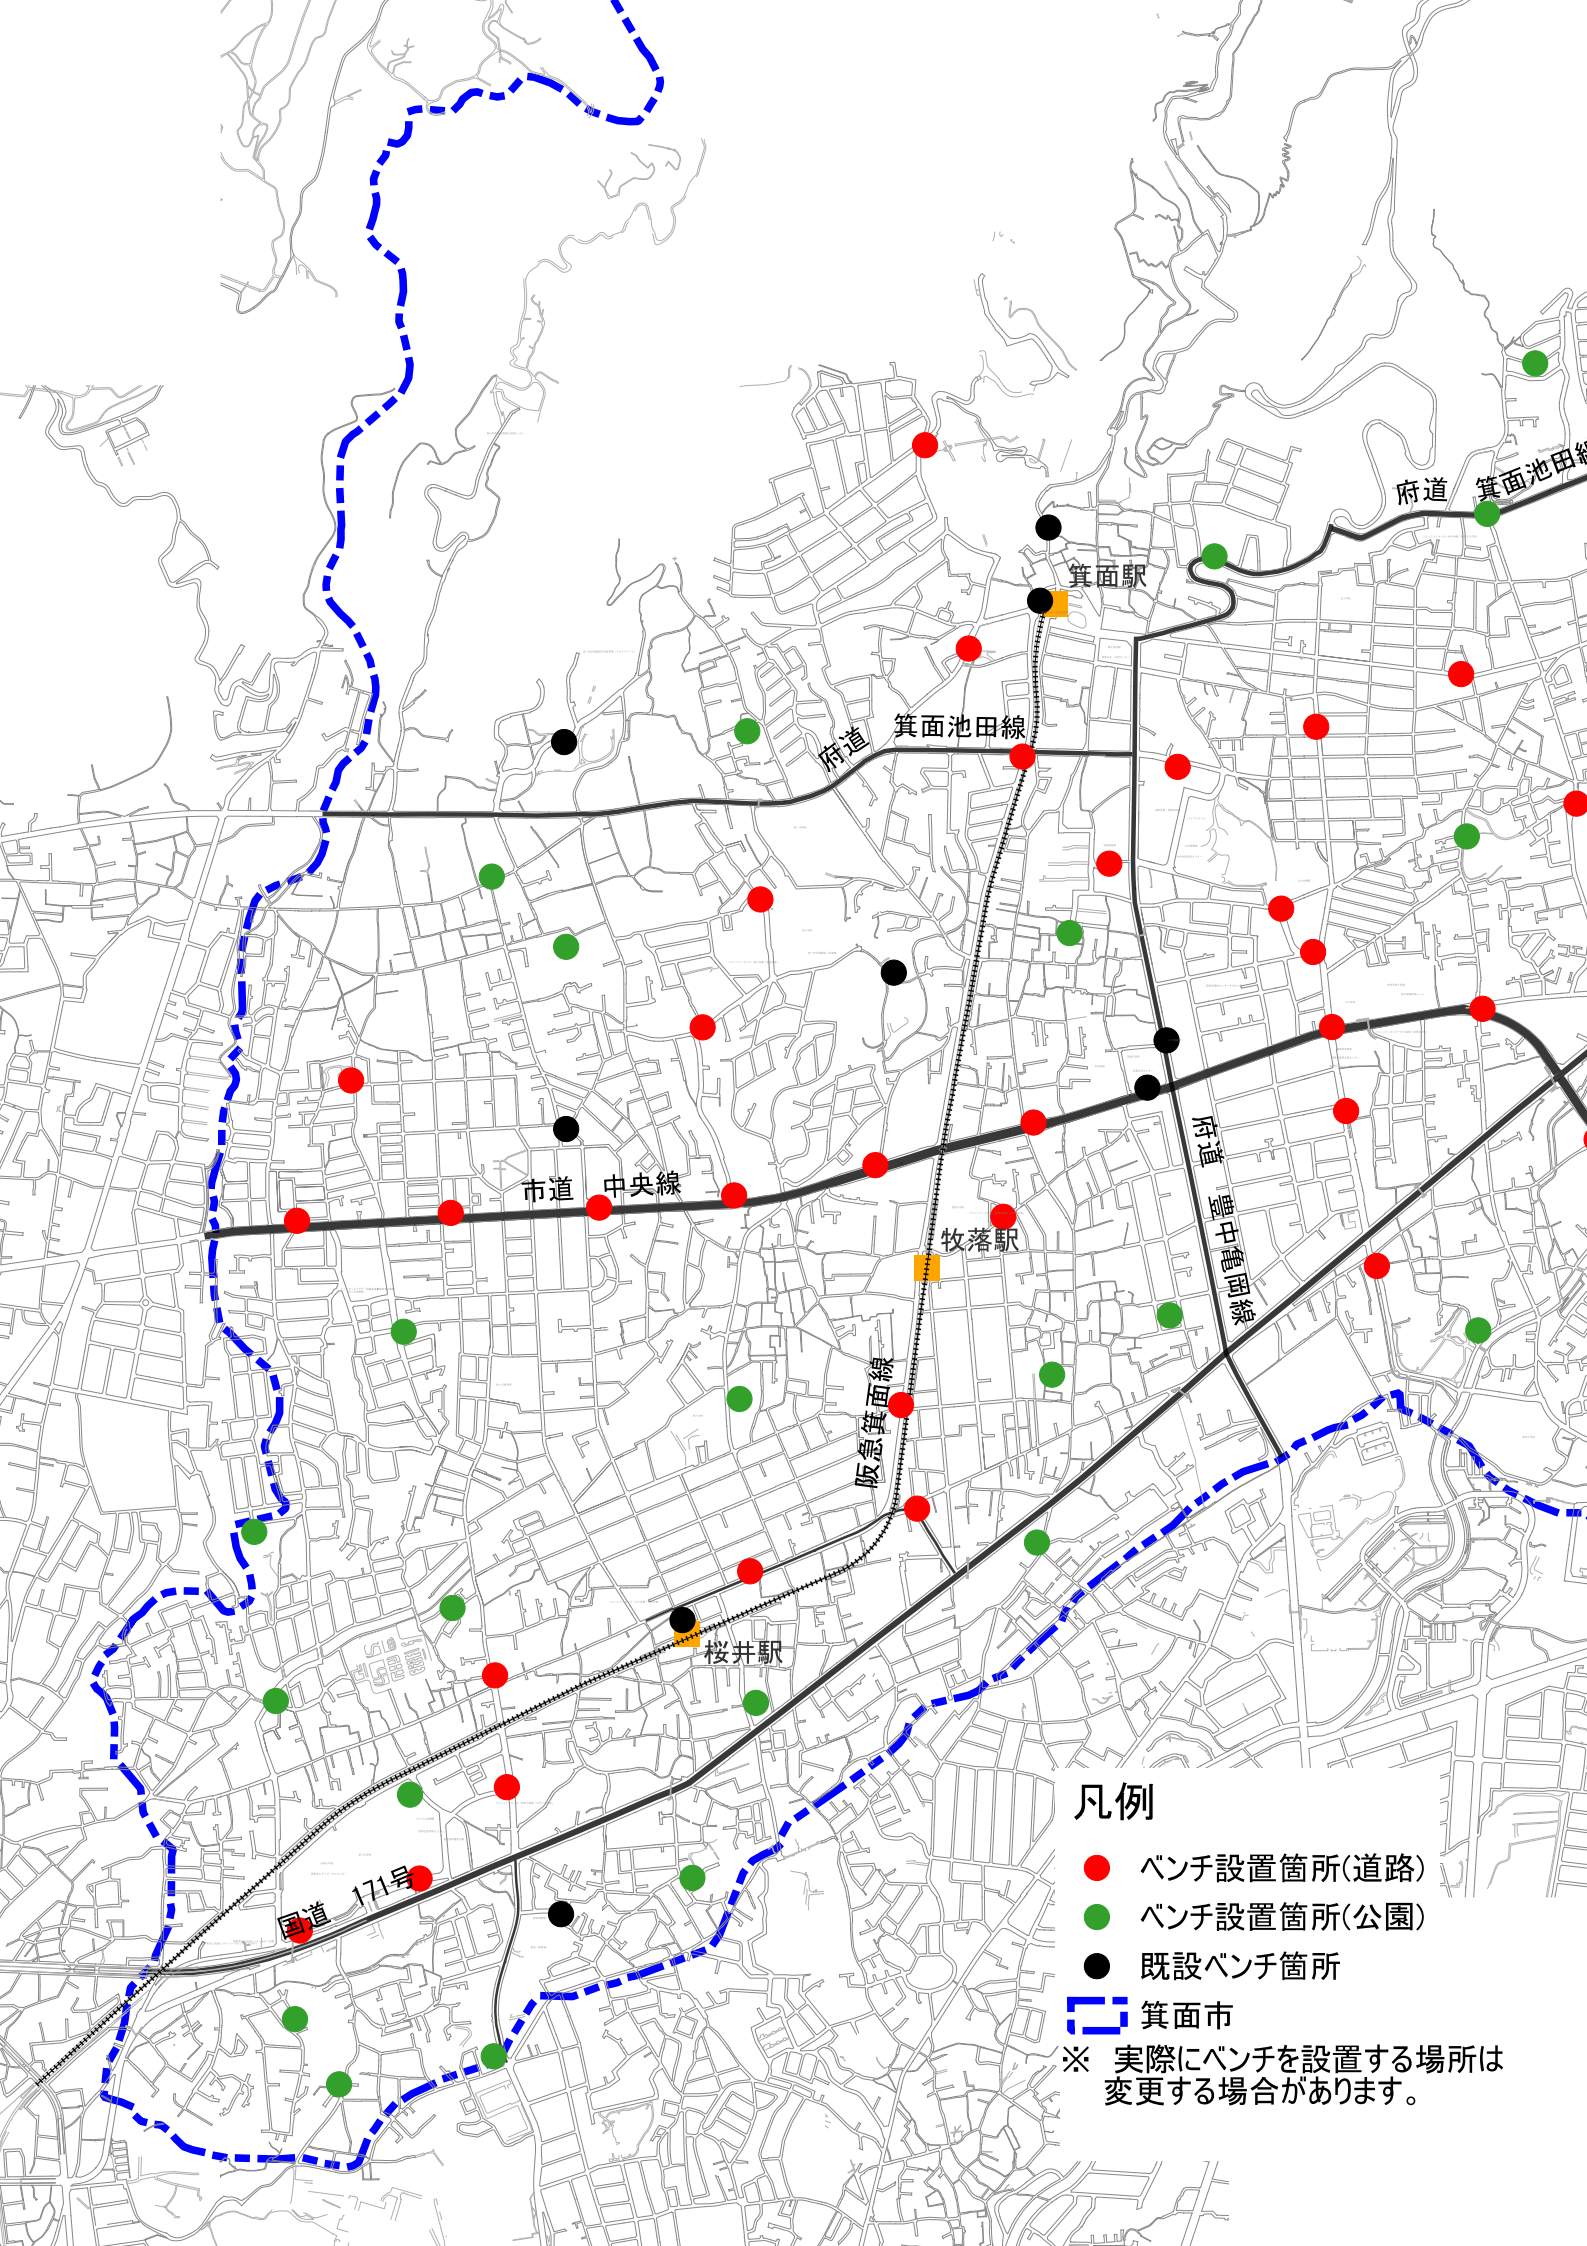 府道 箕面池田線
箕面駅
府道 箕面池田線
市道 中央線
府道 豊中亀岡線
牧落駅
阪急箕面線
桜井駅
国道 171号
凡例
ベンチ設置箇所(道路)
ベンチ設置箇所(公園)
既設ベンチ箇所
箕面市
※ 実際にベンチを設置する場所は
変更する場合があります。